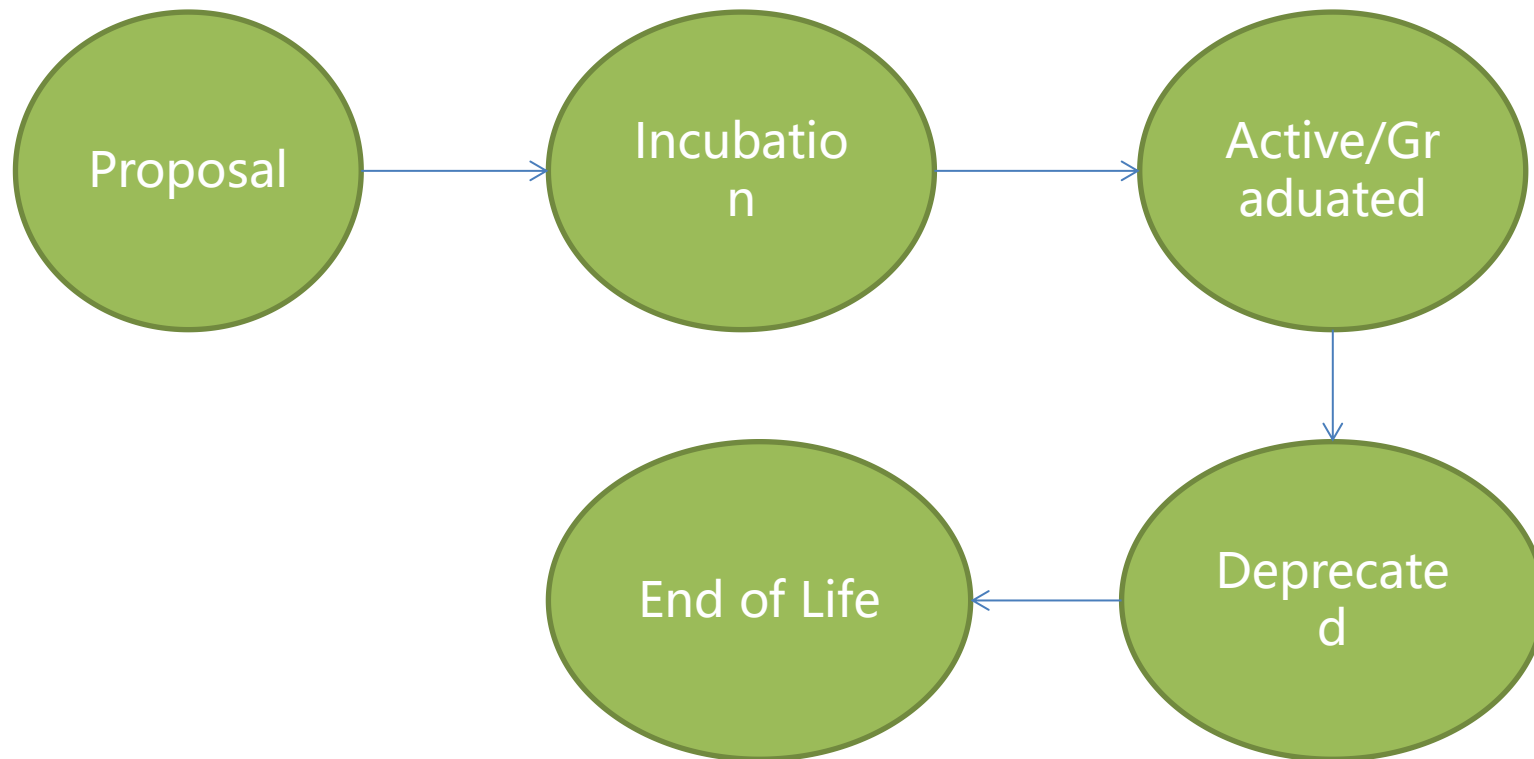 Proposal
Incubatio
n
Active/Gr
aduated
End of Life
Deprecate
d